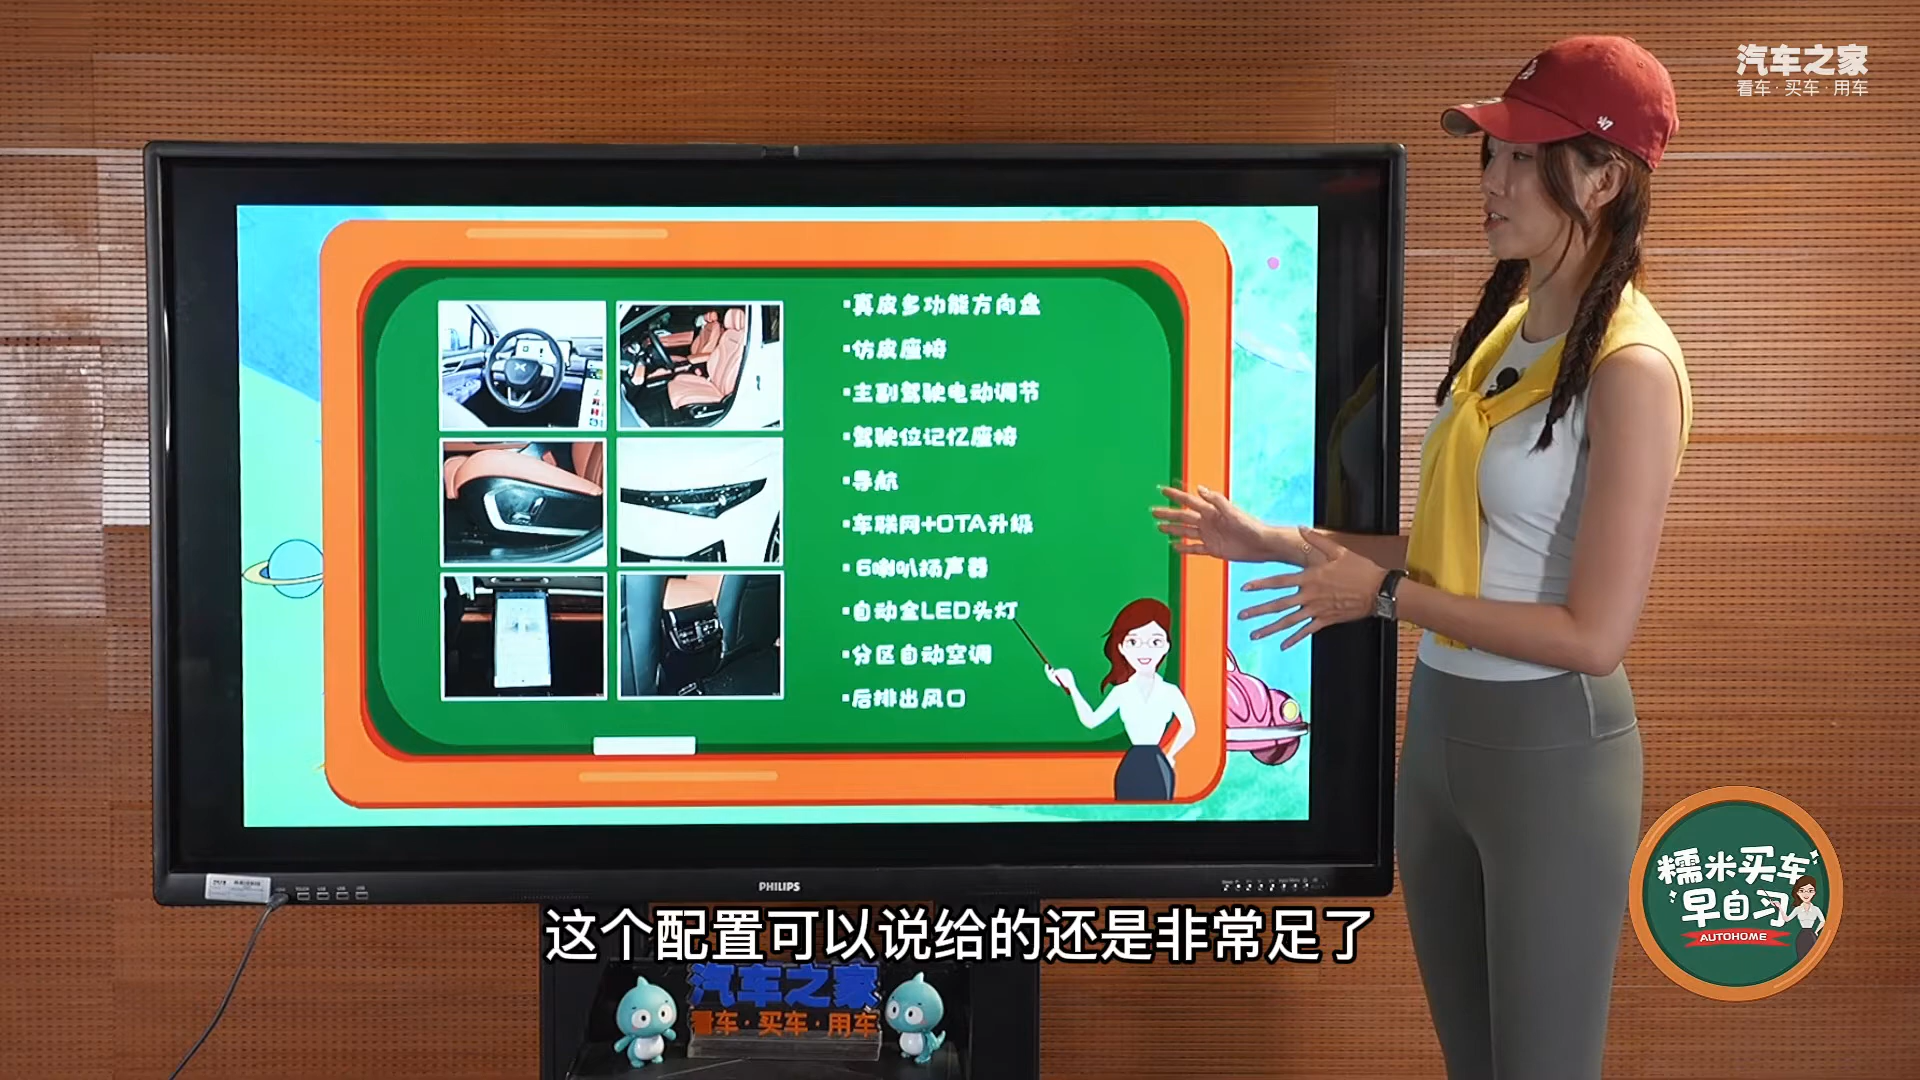 汽车之家
看车·买车·用车
·真皮多功能方向盘
·仿皮座椅
·主副驾驶电动调节
·驾驶位记忆座椅
·导航
·车联网+OTA升级
·6喇叭扬声器
·自动全LED头灯
·分区自动空调
·后排出风口
PHILIPS
这个配置可以说给的还是非常足了
糯米买车
早自习
AUTOHOME
汽车之家
看车·买车·用车
47